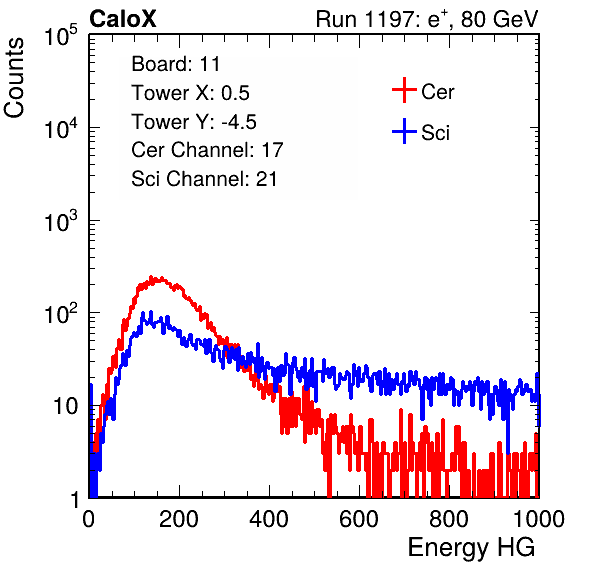 CaloX Run 1197: e⁺, 80 GeV
Counts
Board: 11
Tower X: 0.5
Tower Y: -4.5
Cer Channel: 17
Sci Channel: 21
Cer
Sci
10⁵
10⁴
10³
10²
10
1
0 200 400 600 800 1000
Energy HG